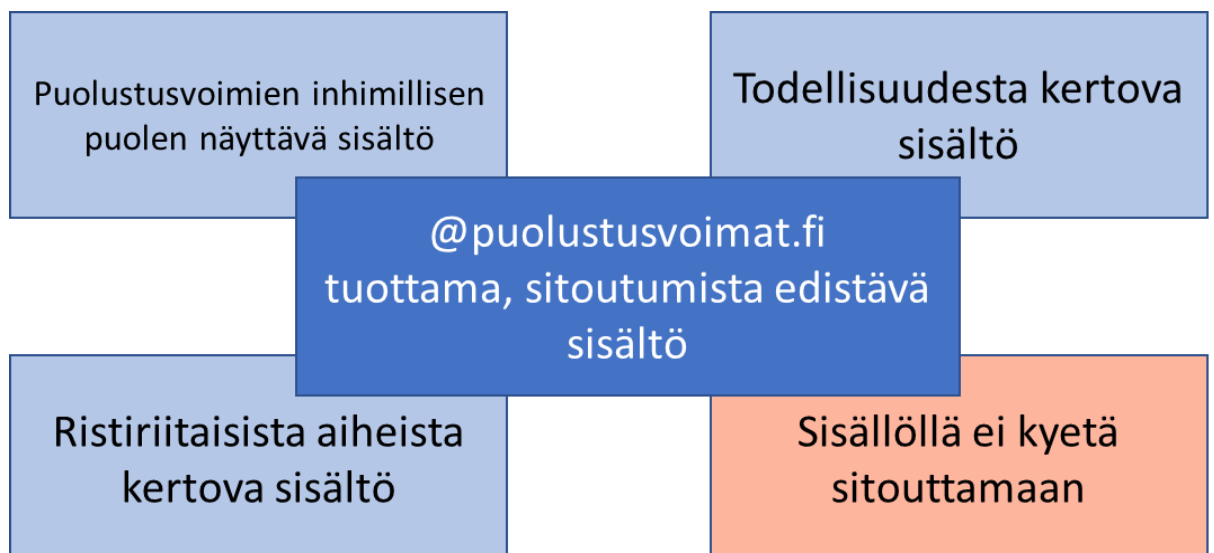 Puolustusvoimien inhimillisen
puolen näyttävä sisältö
Todellisuudesta kertova
sisältö
@puolustusvoimat.fi
tuottama, sitoutumista edistävä
sisältö
Ristiriitaisista aiheista
kertova sisältö
Sisällöllä ei kyetä
sitouttamaan